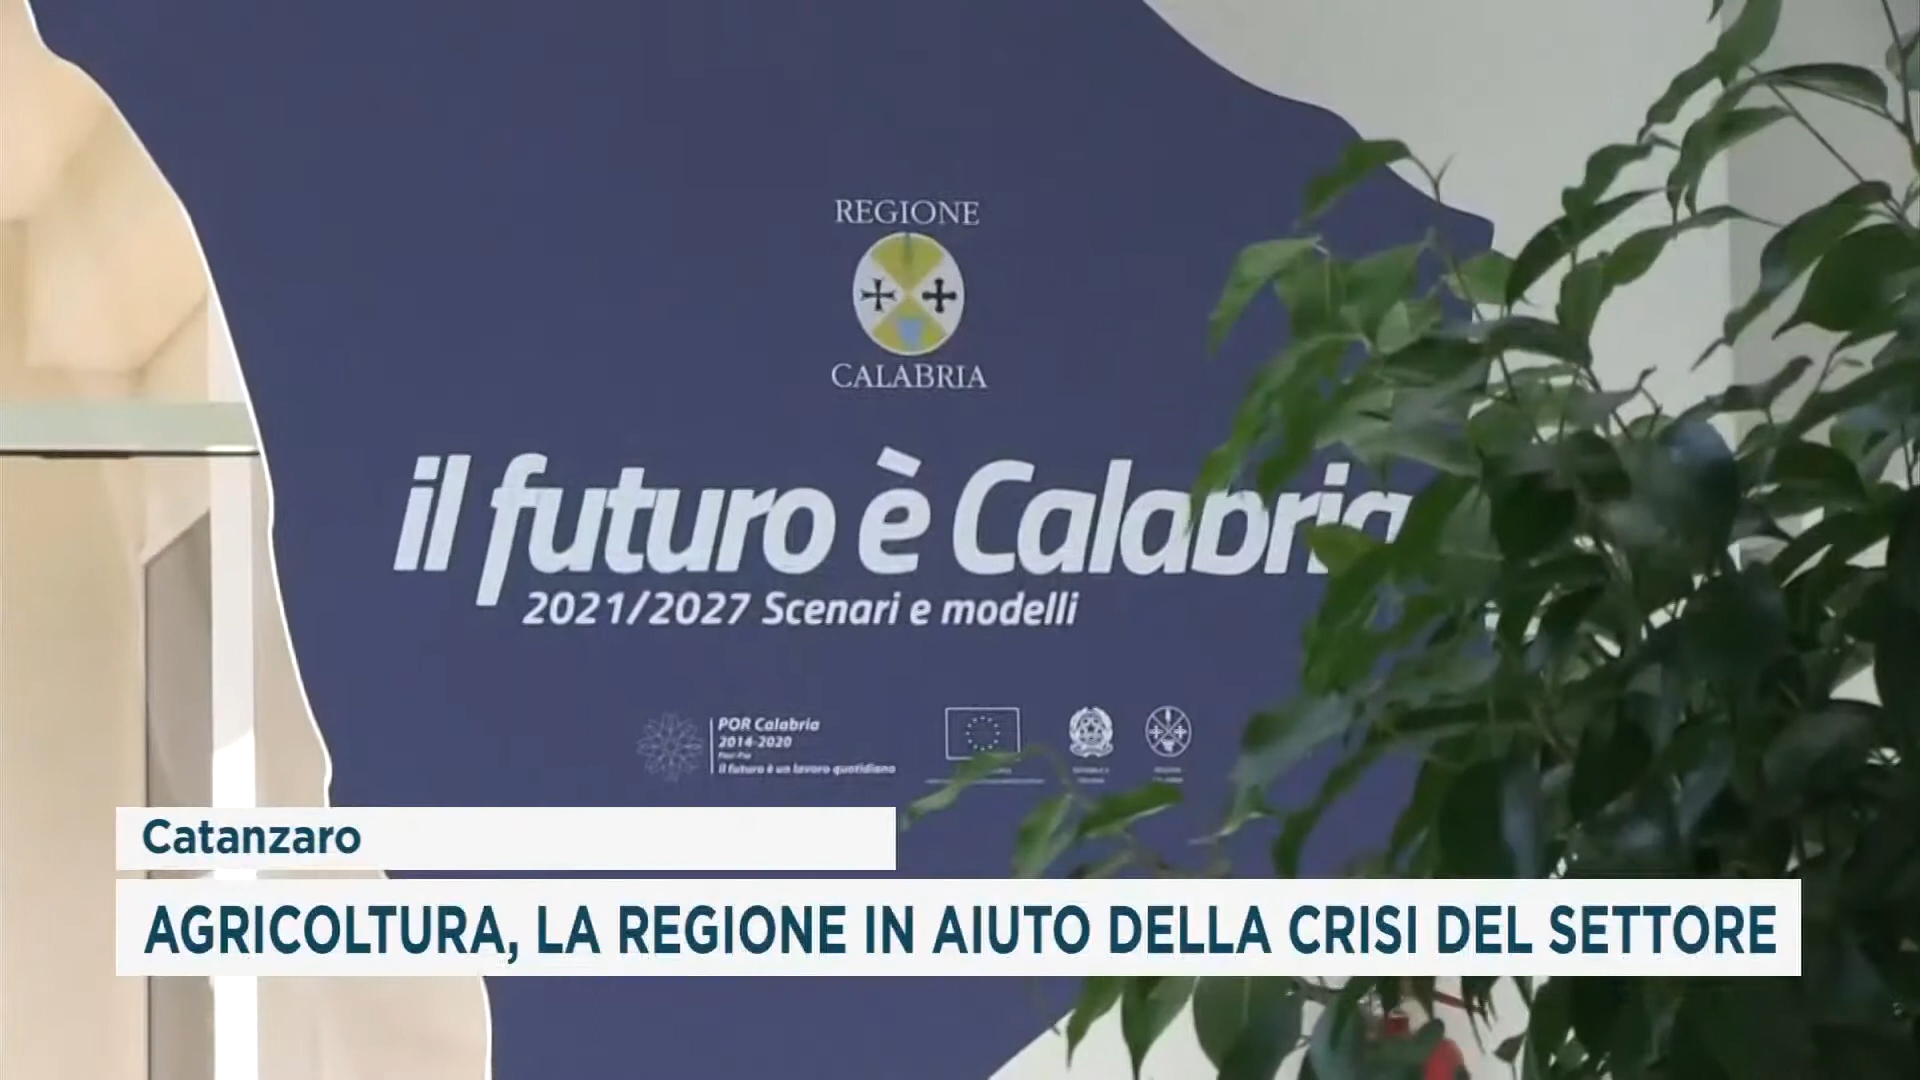 REGIONE
CALABRIA
il futuro è Calabria
2021/2027 Scenari e modelli
POR Calabria
2014-2020
il futuro è un lavoro quotidiano
Catanzaro
AGRICOLTURA, LA REGIONE IN AIUTO DELLA CRISI DEL SETTORE